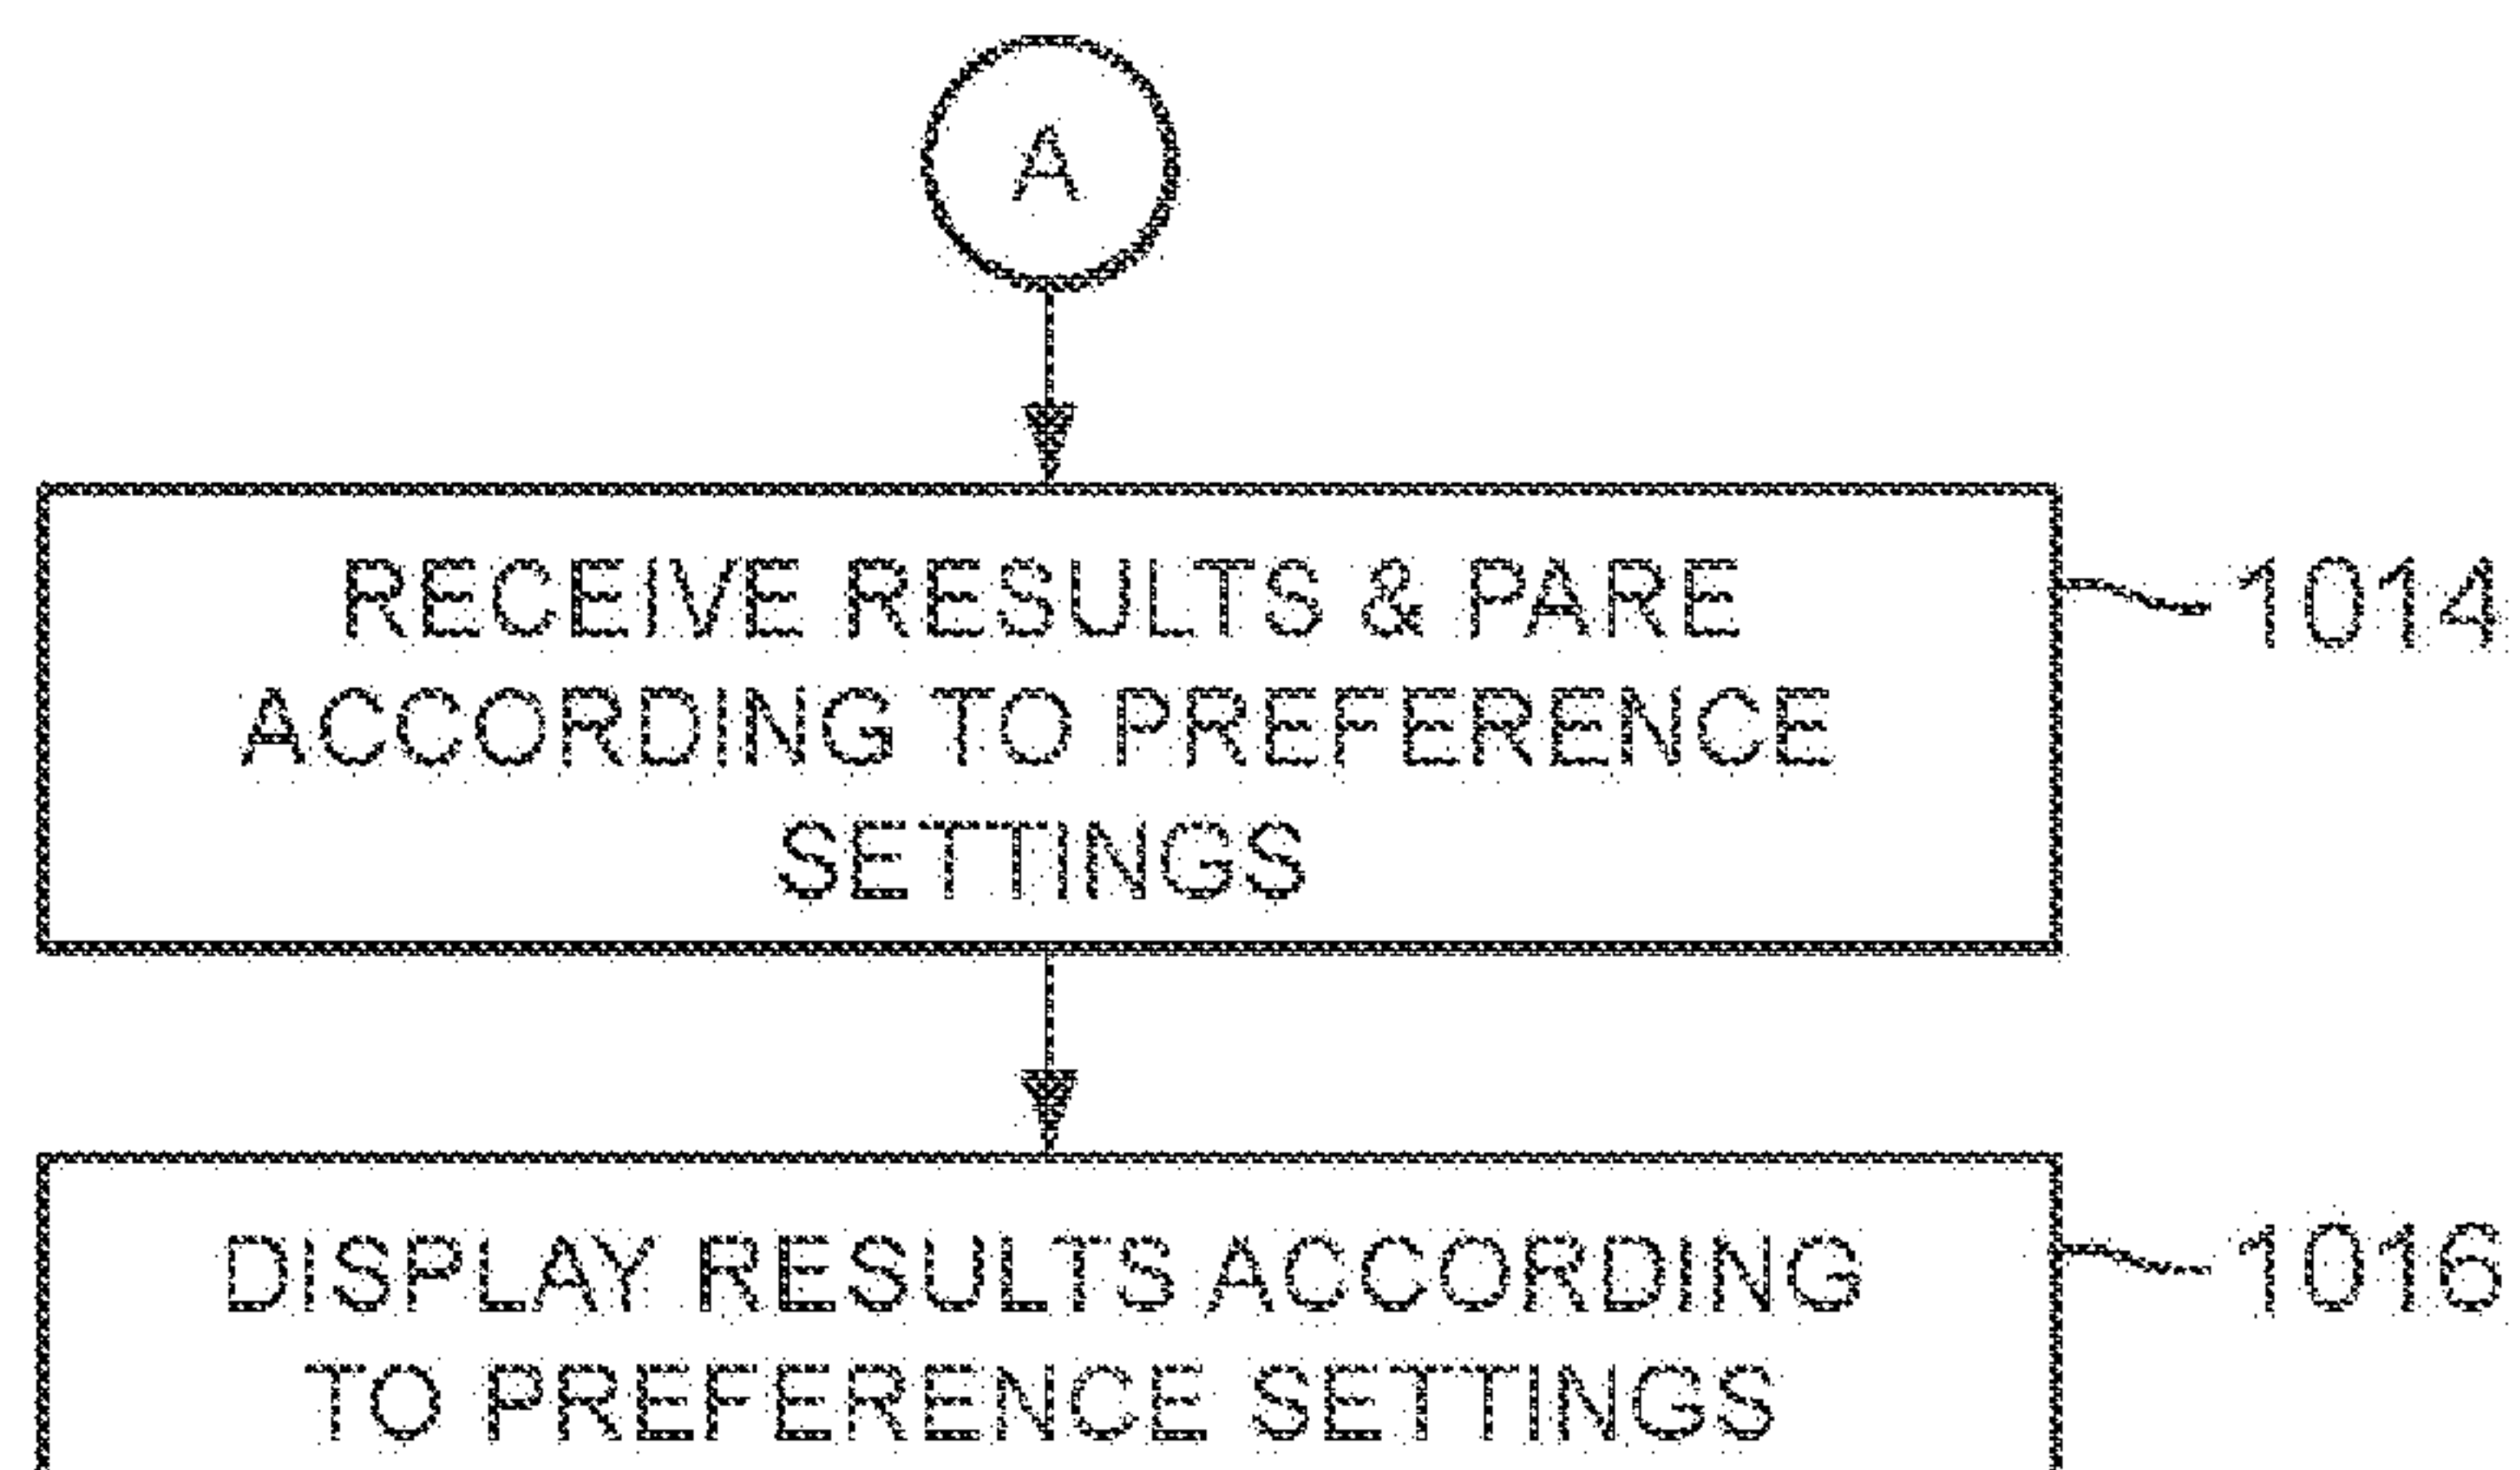 A
RECEIVE RESULTS & PARE
1014
ACCORDING TO PREFERENCE
SETTINGS
DISPLAY RESULTS ACCORDING
1016
TO PREFERENCE SETTINGS